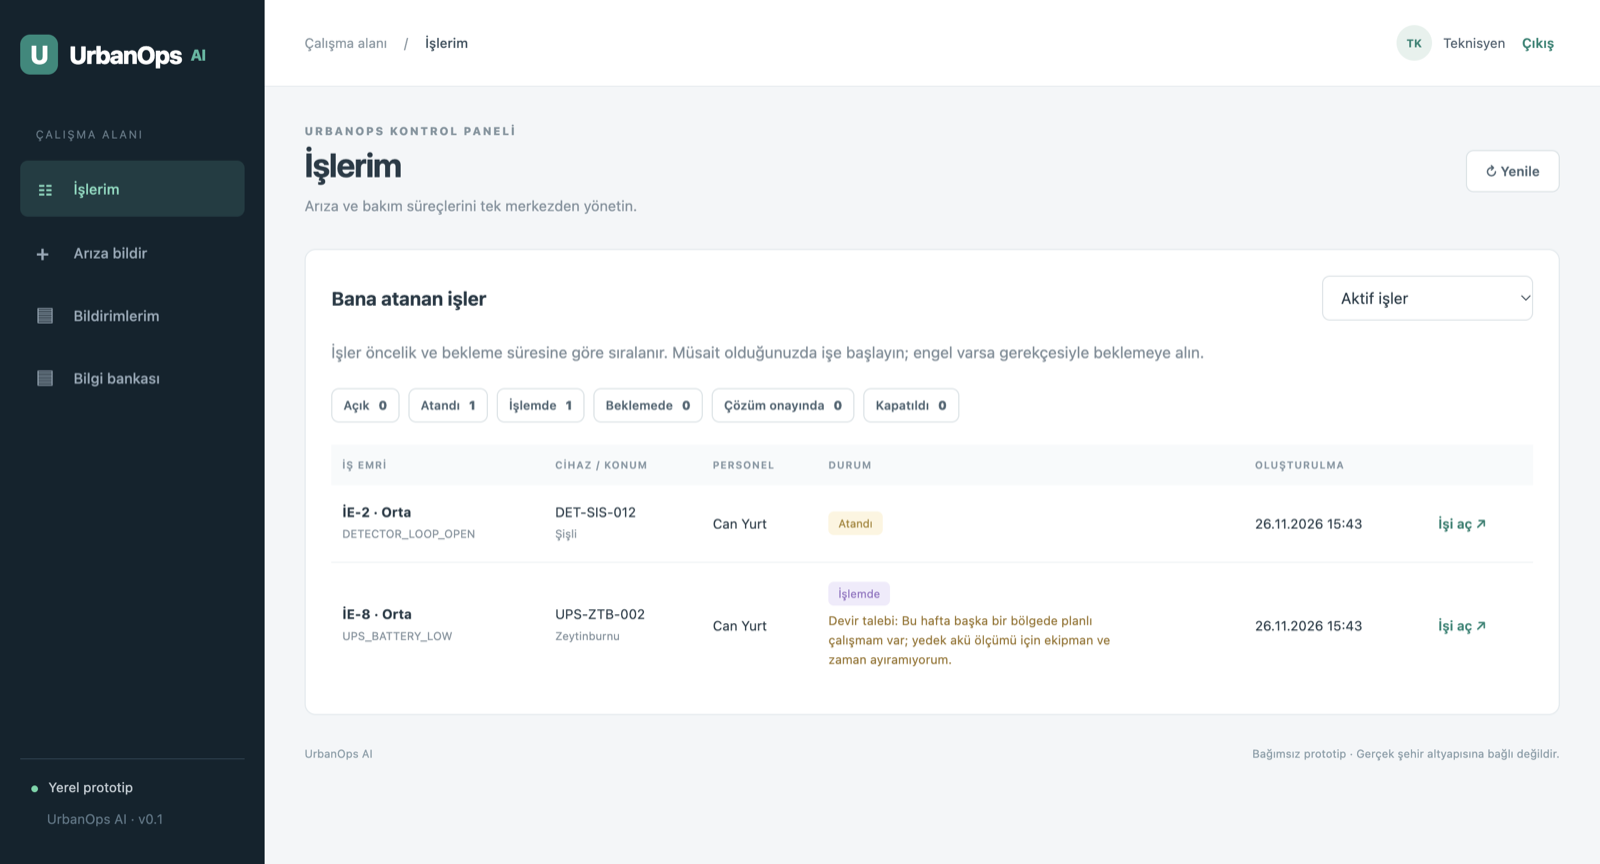 U UrbanOps AI
ÇALIŞMA ALANI
İşlerim
Arıza bildir
Bildirimlerim
Bilgi bankası
Yerel prototip
UrbanOps AI · v0.1
Çalışma alanı / İşlerim
TK Teknisyen Çıkış
URBANOPS KONTROL PANELİ
İşlerim
Arıza ve bakım süreçlerini tek merkezden yönetin.
Yenile
Bana atanan işler
Aktif işler
İşler öncelik ve bekleme süresine göre sıralanır. Müsait olduğunuzda işe başlayın; engel varsa gerekçesiyle beklemeye alın.
Açık 0 Atandı 1 İşlemde 1 Beklemede 0 Çözüm onayında 0 Kapatıldı 0
İŞ EMRİ CİHAZ / KONUM PERSONEL DURUM OLUŞTURULMA
İE-2 · Orta DET-SIS-012
DETECTOR_LOOP_OPEN Şişli
Can Yurt Atandı 26.11.2026 15:43 İşi aç ↗
İE-8 · Orta UPS-ZTB-002
UPS_BATTERY_LOW Zeytinburnu
Can Yurt
İşlemde
Devir talebi: Bu hafta başka bir bölgede planlı
çalışmam var; yedek akü ölçümü için ekipman ve
zaman ayıramıyorum.
26.11.2026 15:43 İşi aç ↗
UrbanOps AI
Bağımsız prototip · Gerçek şehir altyapısına bağlı değildir.